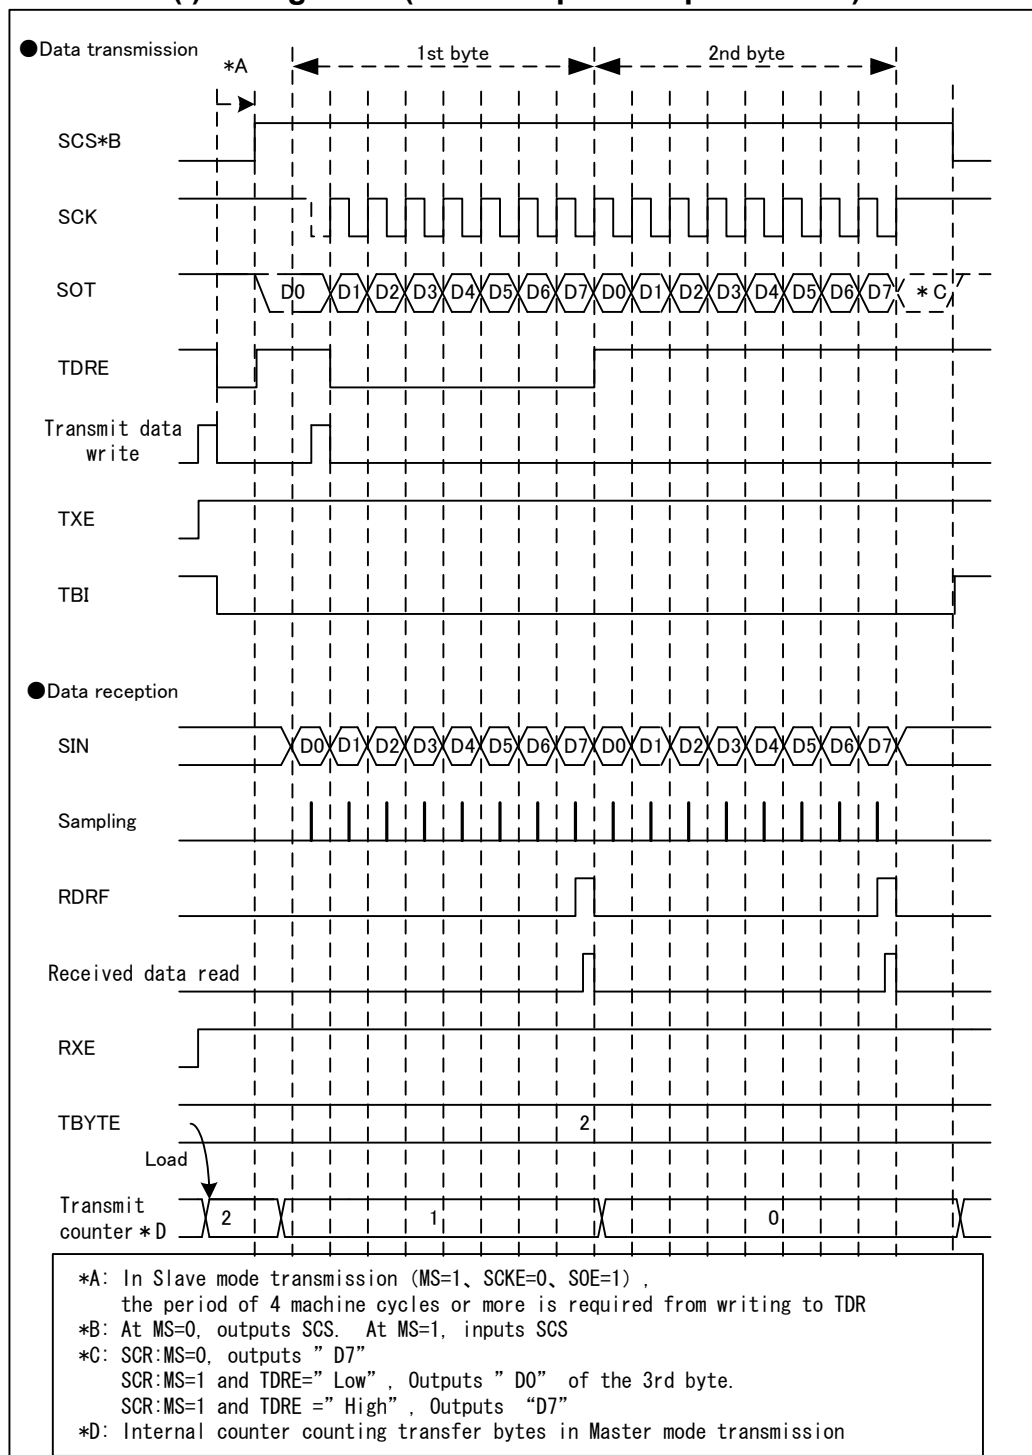 ●Data transmission
*A
1st byte
2nd byte
SCS*B
SCK
SOT
D0 D1 D2 D3 D4 D5 D6 D7 D0 D1 D2 D3 D4 D5 D6 D7 *C
TDRE
Transmit data
write
TXE
TBI
●Data reception
SIN
D0 D1 D2 D3 D4 D5 D6 D7 D0 D1 D2 D3 D4 D5 D6 D7
Sampling
RDRF
Received data read
RXE
TBYTE
2
Load
Transmit
counter *D
2 1 0
*A: In Slave mode transmission (MS=1、SCKE=0、SOE=1),
the period of 4 machine cycles or more is required from writing to TDR
*B: At MS=0, outputs SCS. At MS=1, inputs SCS
*C: SCR:MS=0, outputs ” D7”
SCR:MS=1 and TDRE=” Low”, Outputs ” D0” of the 3rd byte.
SCR:MS=1 and TDRE =” High”, Outputs “D7”
*D: Internal counter counting transfer bytes in Master mode transmission